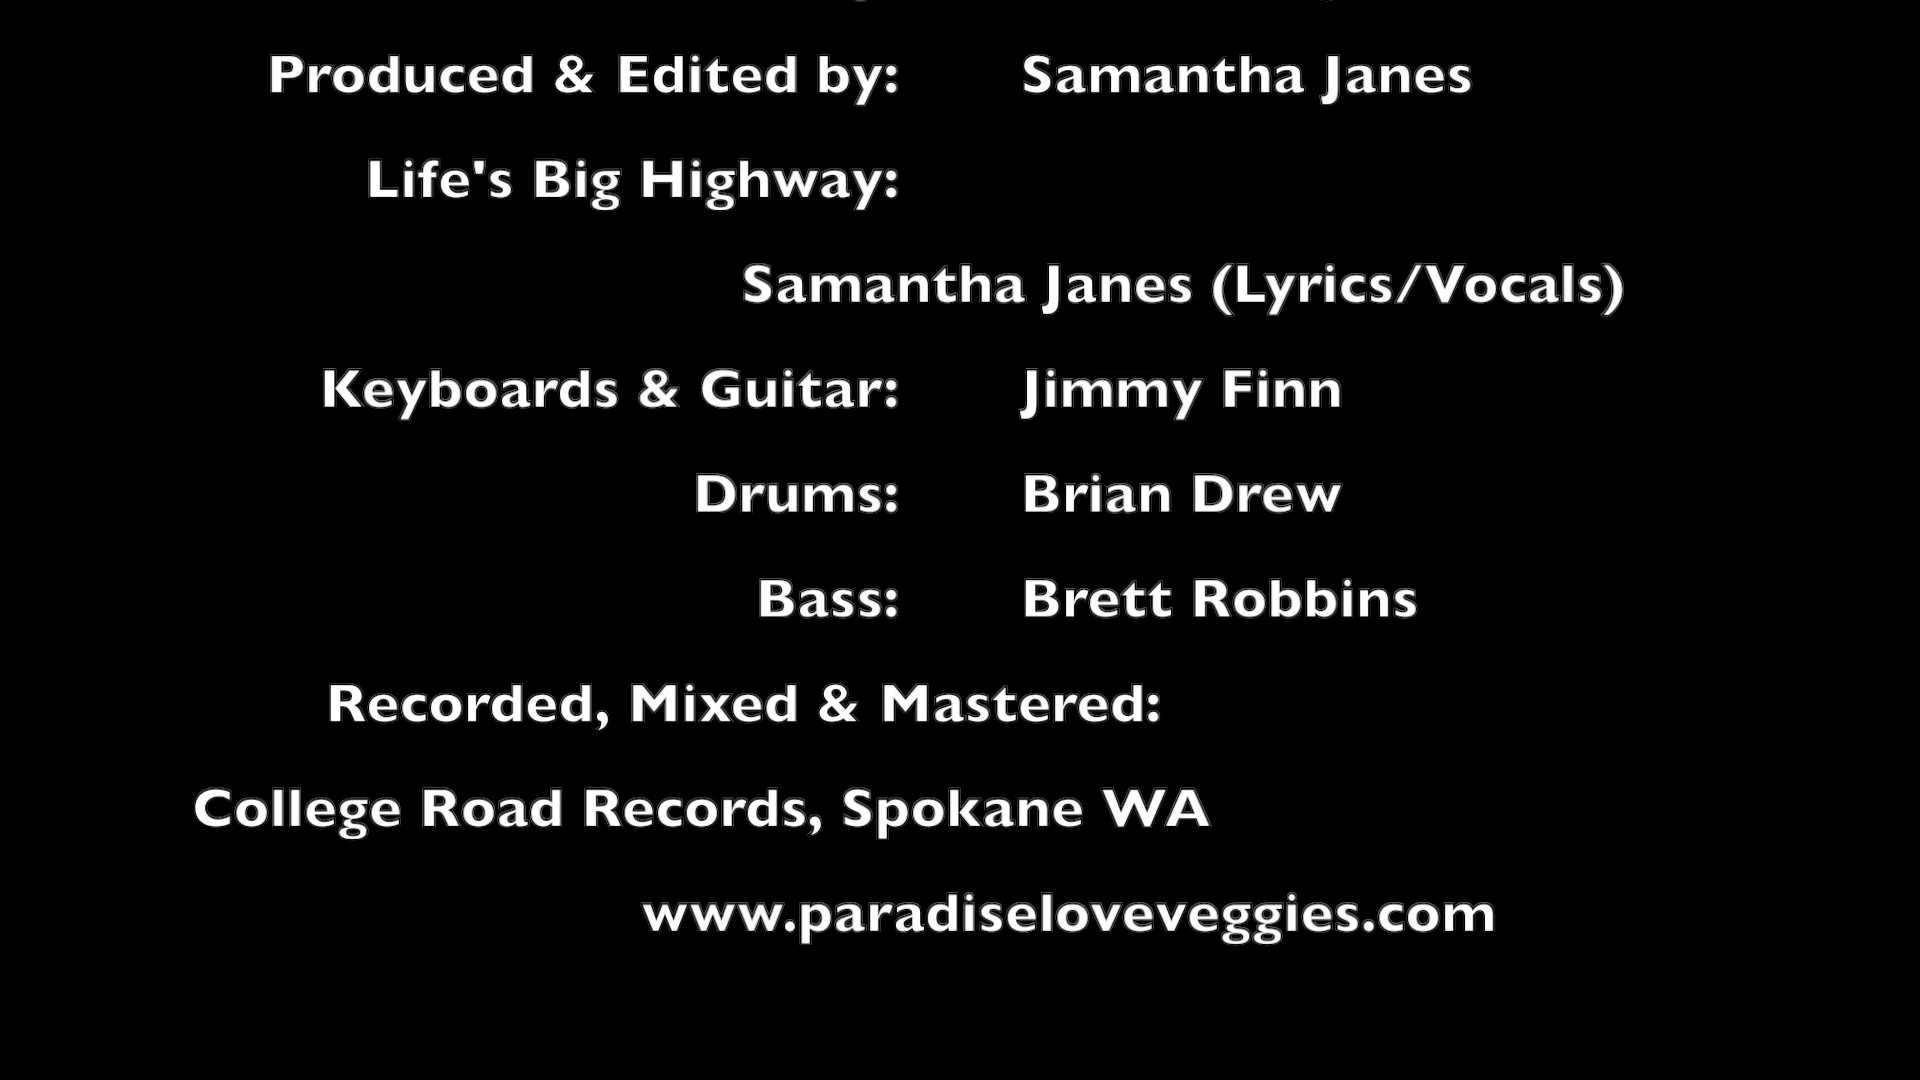 Produced & Edited by: Samantha Janes
Life's Big Highway:
Samantha Janes (Lyrics/Vocals)
Keyboards & Guitar: Jimmy Finn
Drums: Brian Drew
Bass: Brett Robbins
Recorded, Mixed & Mastered:
College Road Records, Spokane WA
www.paradiseloveveggies.com